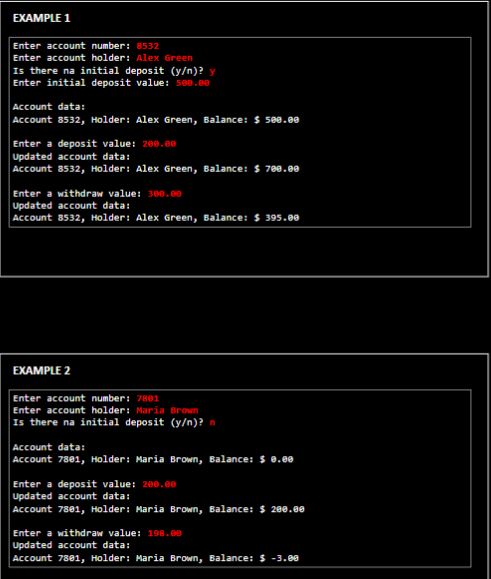 EXAMPLE 1
Enter account number: 8532
Enter account holder: Alex Green
Is there na initial deposit (y/n)? y
Enter initial deposit value: 500.00
Account data:
Account 8532, Holder: Alex Green, Balance: $ 500.00
Enter a deposit value: 200.00
Updated account data:
Account 8532, Holder: Alex Green, Balance: $ 700.00
Enter a withdraw value: 300.00
Updated account data:
Account 8532, Holder: Alex Green, Balance: $ 395.00
EXAMPLE 2
Enter account number: 7801
Enter account holder: Maria Brown
Is there na initial deposit (y/n)? n
Account data:
Account 7801, Holder: Maria Brown, Balance: $ 0.00
Enter a deposit value: 200.00
Updated account data:
Account 7801, Holder: Maria Brown, Balance: $ 200.00
Enter a withdraw value: 198.00
Updated account data:
Account 7801, Holder: Maria Brown, Balance: $ -3.00